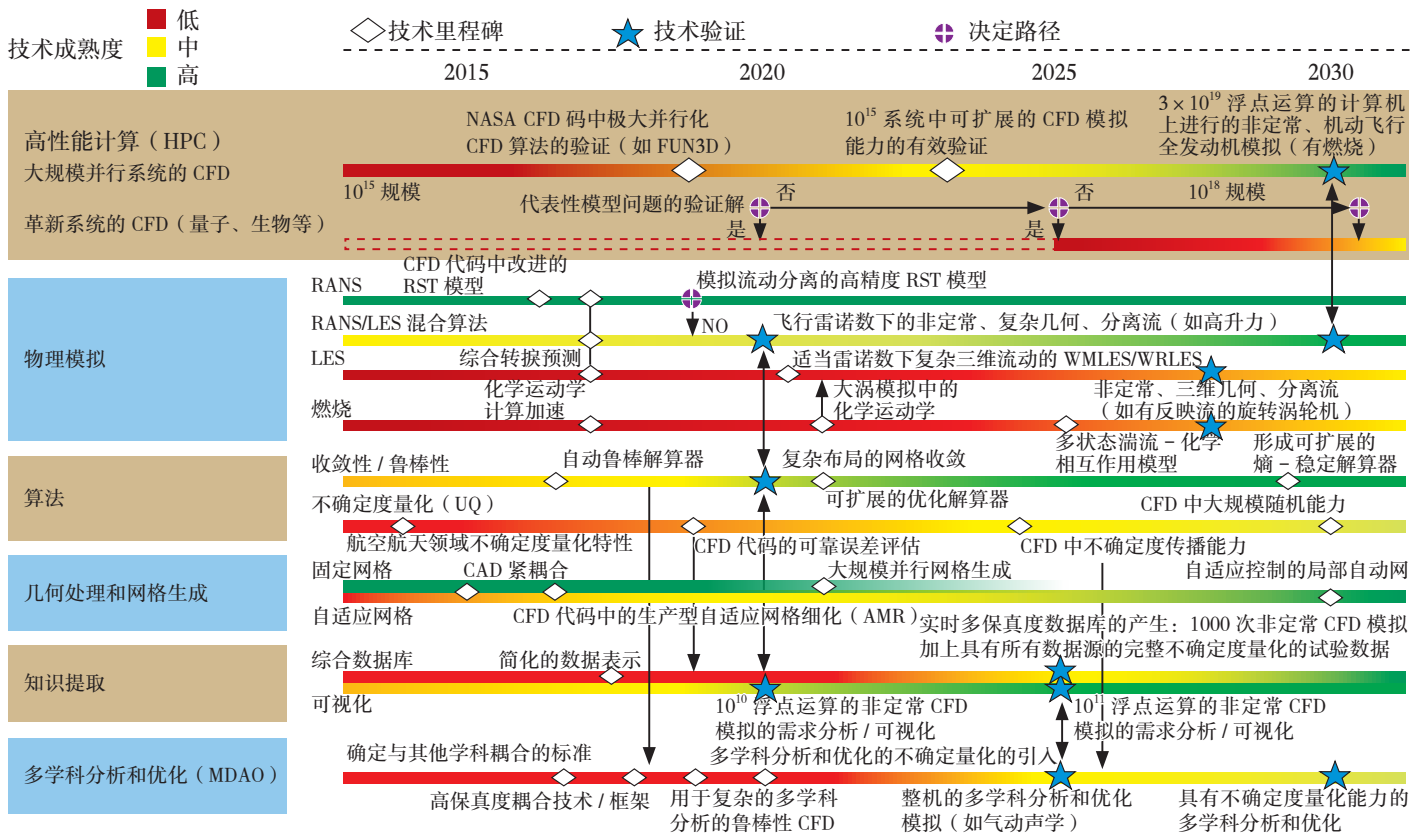 技术成熟度
低
中
高
技术里程碑
技术验证
决定路径
2015
2020
2025
2030
高性能计算（HPC）
大规模并行系统的 CFD
革新系统的 CFD（量子、生物等）
NASA CFD 码中极大并行化
CFD 算法的验证（如 FUN3D）
10¹⁵ 系统中可扩展的 CFD 模拟
能力的有效验证
3×10¹⁹ 浮点运算的计算机
上进行的非定常、机动飞行
全发动机模拟（有燃烧）
10¹⁵ 规模
代表性模型问题的验证解
否
否
10¹⁸ 规模
是
是
物理模拟
RANS
CFD 代码中改进的
RST 模型
模拟流动分离的高精度 RST 模型
RANS/LES 混合算法
NO
飞行雷诺数下的非定常、复杂几何、分离流（如高升力）
LES
综合转捩预测
适当雷诺数下复杂三维流动的 WMLES/WRLES
燃烧
化学运动学
计算加速
大涡模拟中的
化学运动学
非定常、三维几何、分离流
（如有反映流的旋转涡轮机）
多状态湍流－化学
相互作用模型
形成可扩展的
熵－稳定解算器
算法
收敛性 / 鲁棒性
自动鲁棒解算器
复杂布局的网格收敛
可扩展的优化解算器
不确定度量化（UQ）
CFD 中大规模随机能力
航空航天领域不确定度量化特性
CFD 代码的可靠误差评估
CFD 中不确定度传播能力
几何处理和网格生成
固定网格
CAD 紧耦合
大规模并行网格生成
自适应控制的局部自动网
自适应网格
CFD 代码中的生产型自适应网格细化（AMR）
实时多保真度数据库的产生：1000 次非定常 CFD 模拟
加上具有所有数据源的完整不确定度量化的试验数据
知识提取
综合数据库
简化的数据表示
可视化
10¹⁰ 浮点运算的非定常 CFD
模拟的需求分析 / 可视化
10¹¹ 浮点运算的非定常 CFD
模拟的需求分析 / 可视化
多学科分析和优化（MDAO）
确定与其他学科耦合的标准
多学科分析和优化的不确定量化的引入
高保真度耦合技术 / 框架
用于复杂的多学科
分析的鲁棒性 CFD
整机的多学科分析和优化
模拟（如气动声学）
具有不确定度量化能力的
多学科分析和优化